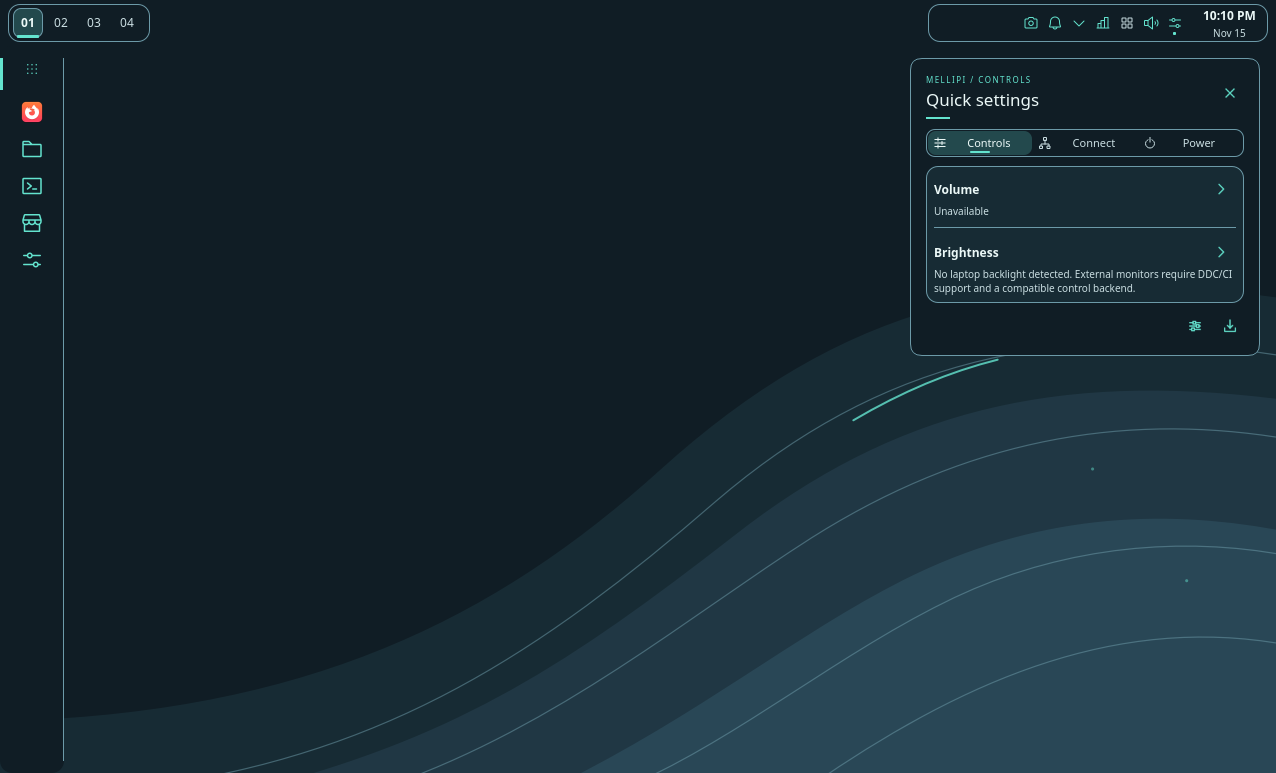 01 02 03 04
10:10 PM
Nov 15
MELLIPI / CONTROLS
Quick settings
Controls Connect Power
Volume
Unavailable
Brightness
No laptop backlight detected. External monitors require DDC/CI
support and a compatible control backend.